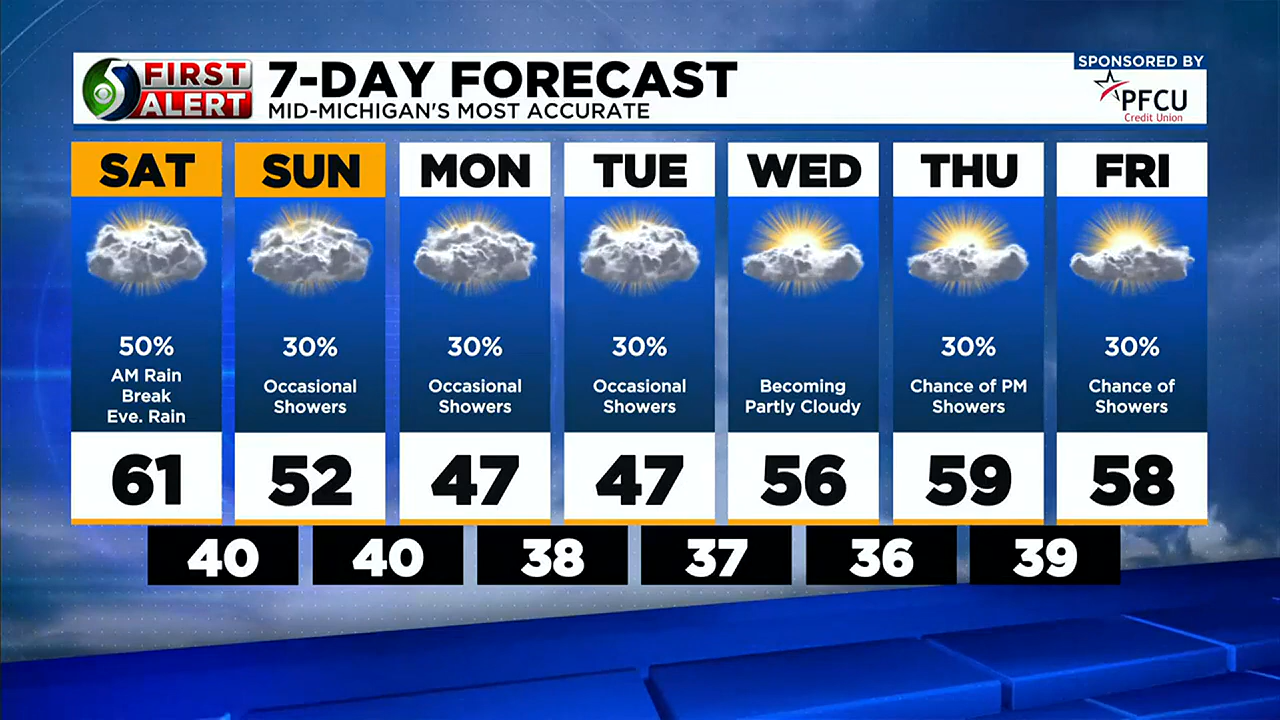 5 FIRST ALERT
7-DAY FORECAST
MID-MICHIGAN'S MOST ACCURATE
SPONSORED BY
PFCU
Credit Union
SAT
50%
AM Rain
Break
Eve. Rain
61
SUN
30%
Occasional
Showers
52
MON
30%
Occasional
Showers
47
TUE
30%
Occasional
Showers
47
WED
Becoming
Partly Cloudy
56
THU
30%
Chance of PM
Showers
59
FRI
30%
Chance of
Showers
58
40
40
38
37
36
39